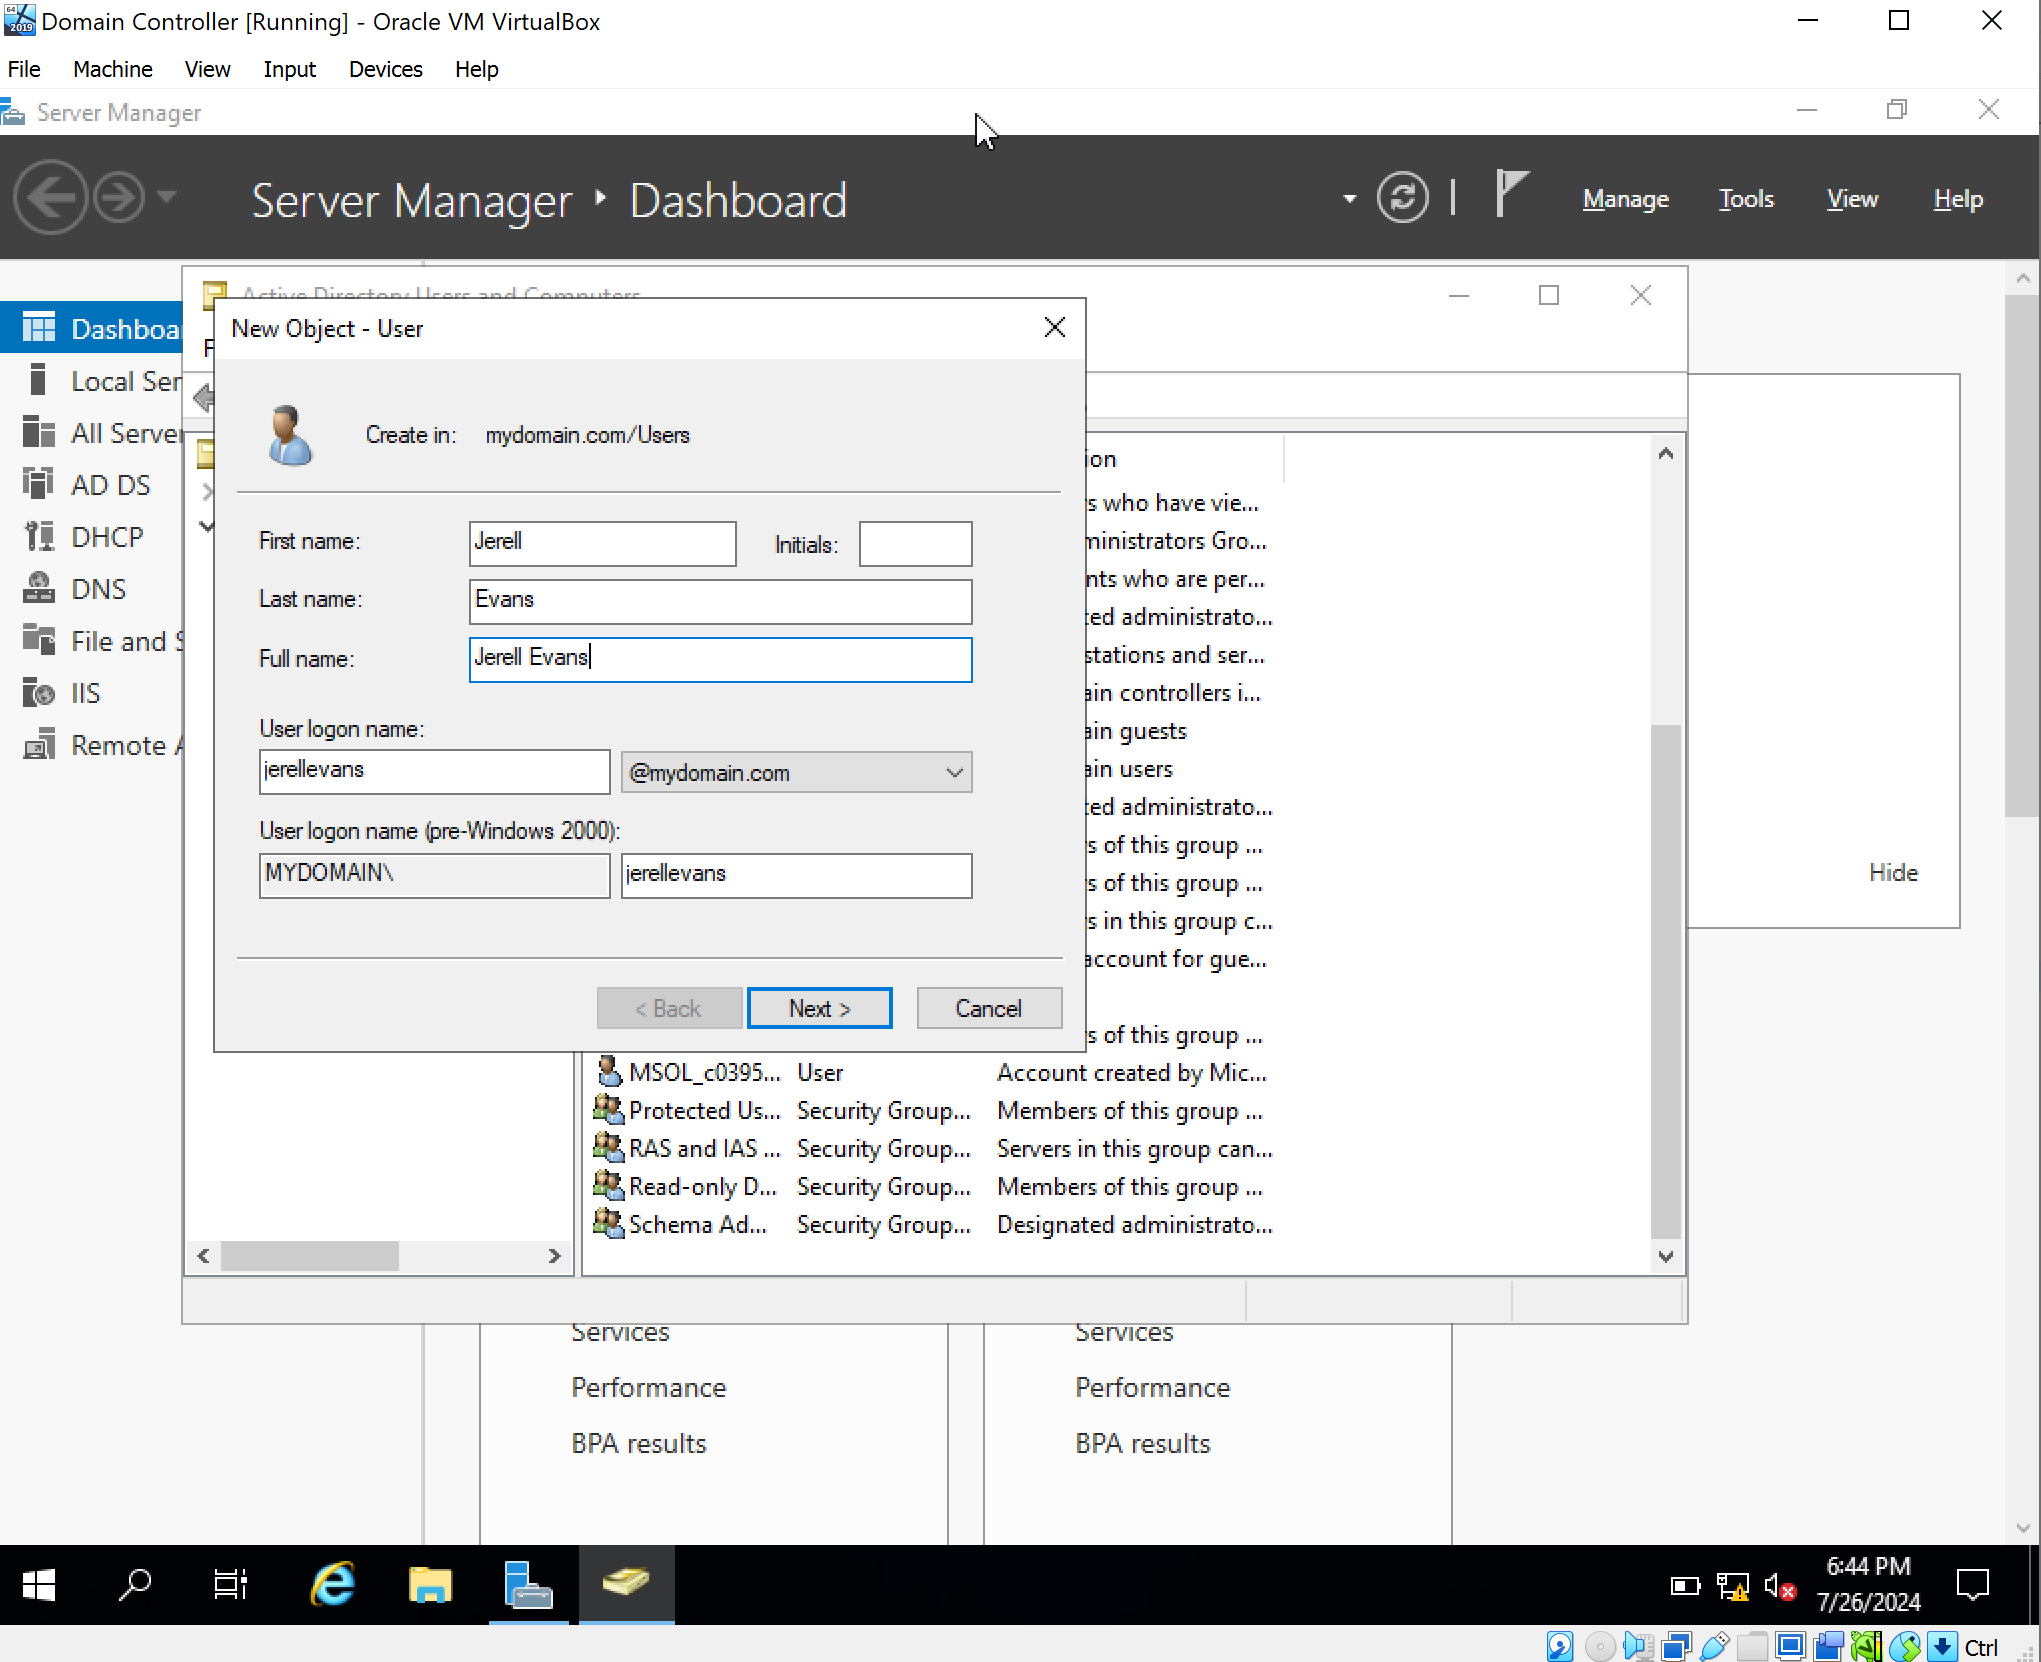 Domain Controller [Running] - Oracle VM VirtualBox
File Machine View Input Devices Help
Server Manager
Server Manager Dashboard
Manage Tools View Help
Active Directory Users and Computers
Dashboa
Local Ser
All Server
AD DS
DHCP
DNS
File and S
IIS
Remote A
F
New Object - User
Create in: mydomain.com/Users
First name: Jerell Initials:
Last name: Evans
Full name: Jerell Evans
User logon name:
jerellevans @mydomain.com
User logon name (pre-Windows 2000):
MYDOMAIN\ jerellevans
< Back Next > Cancel
ion
s who have vie...
ministrators Gro...
nts who are per...
ted administrato...
stations and ser...
ain controllers i...
ain guests
ain users
ted administrato...
s of this group ...
s of this group ...
s in this group c...
account for gue...
s of this group ...
MSOL_c0395... User Account created by Mic...
Protected Us... Security Group... Members of this group ...
RAS and IAS ... Security Group... Servers in this group can...
Read-only D... Security Group... Members of this group ...
Schema Ad... Security Group... Designated administrato...
Hide
Services Services
Performance Performance
BPA results BPA results
6:44 PM
7/26/2024
Ctrl